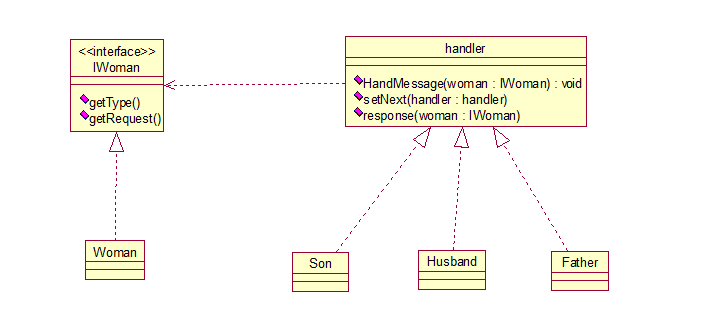 <<interface>>
IWoman
getType()
getRequest()
handler
HandMessage(woman : IWoman) : void
setNext(handler : handler)
response(woman : IWoman)
Woman
Son
Husband
Father